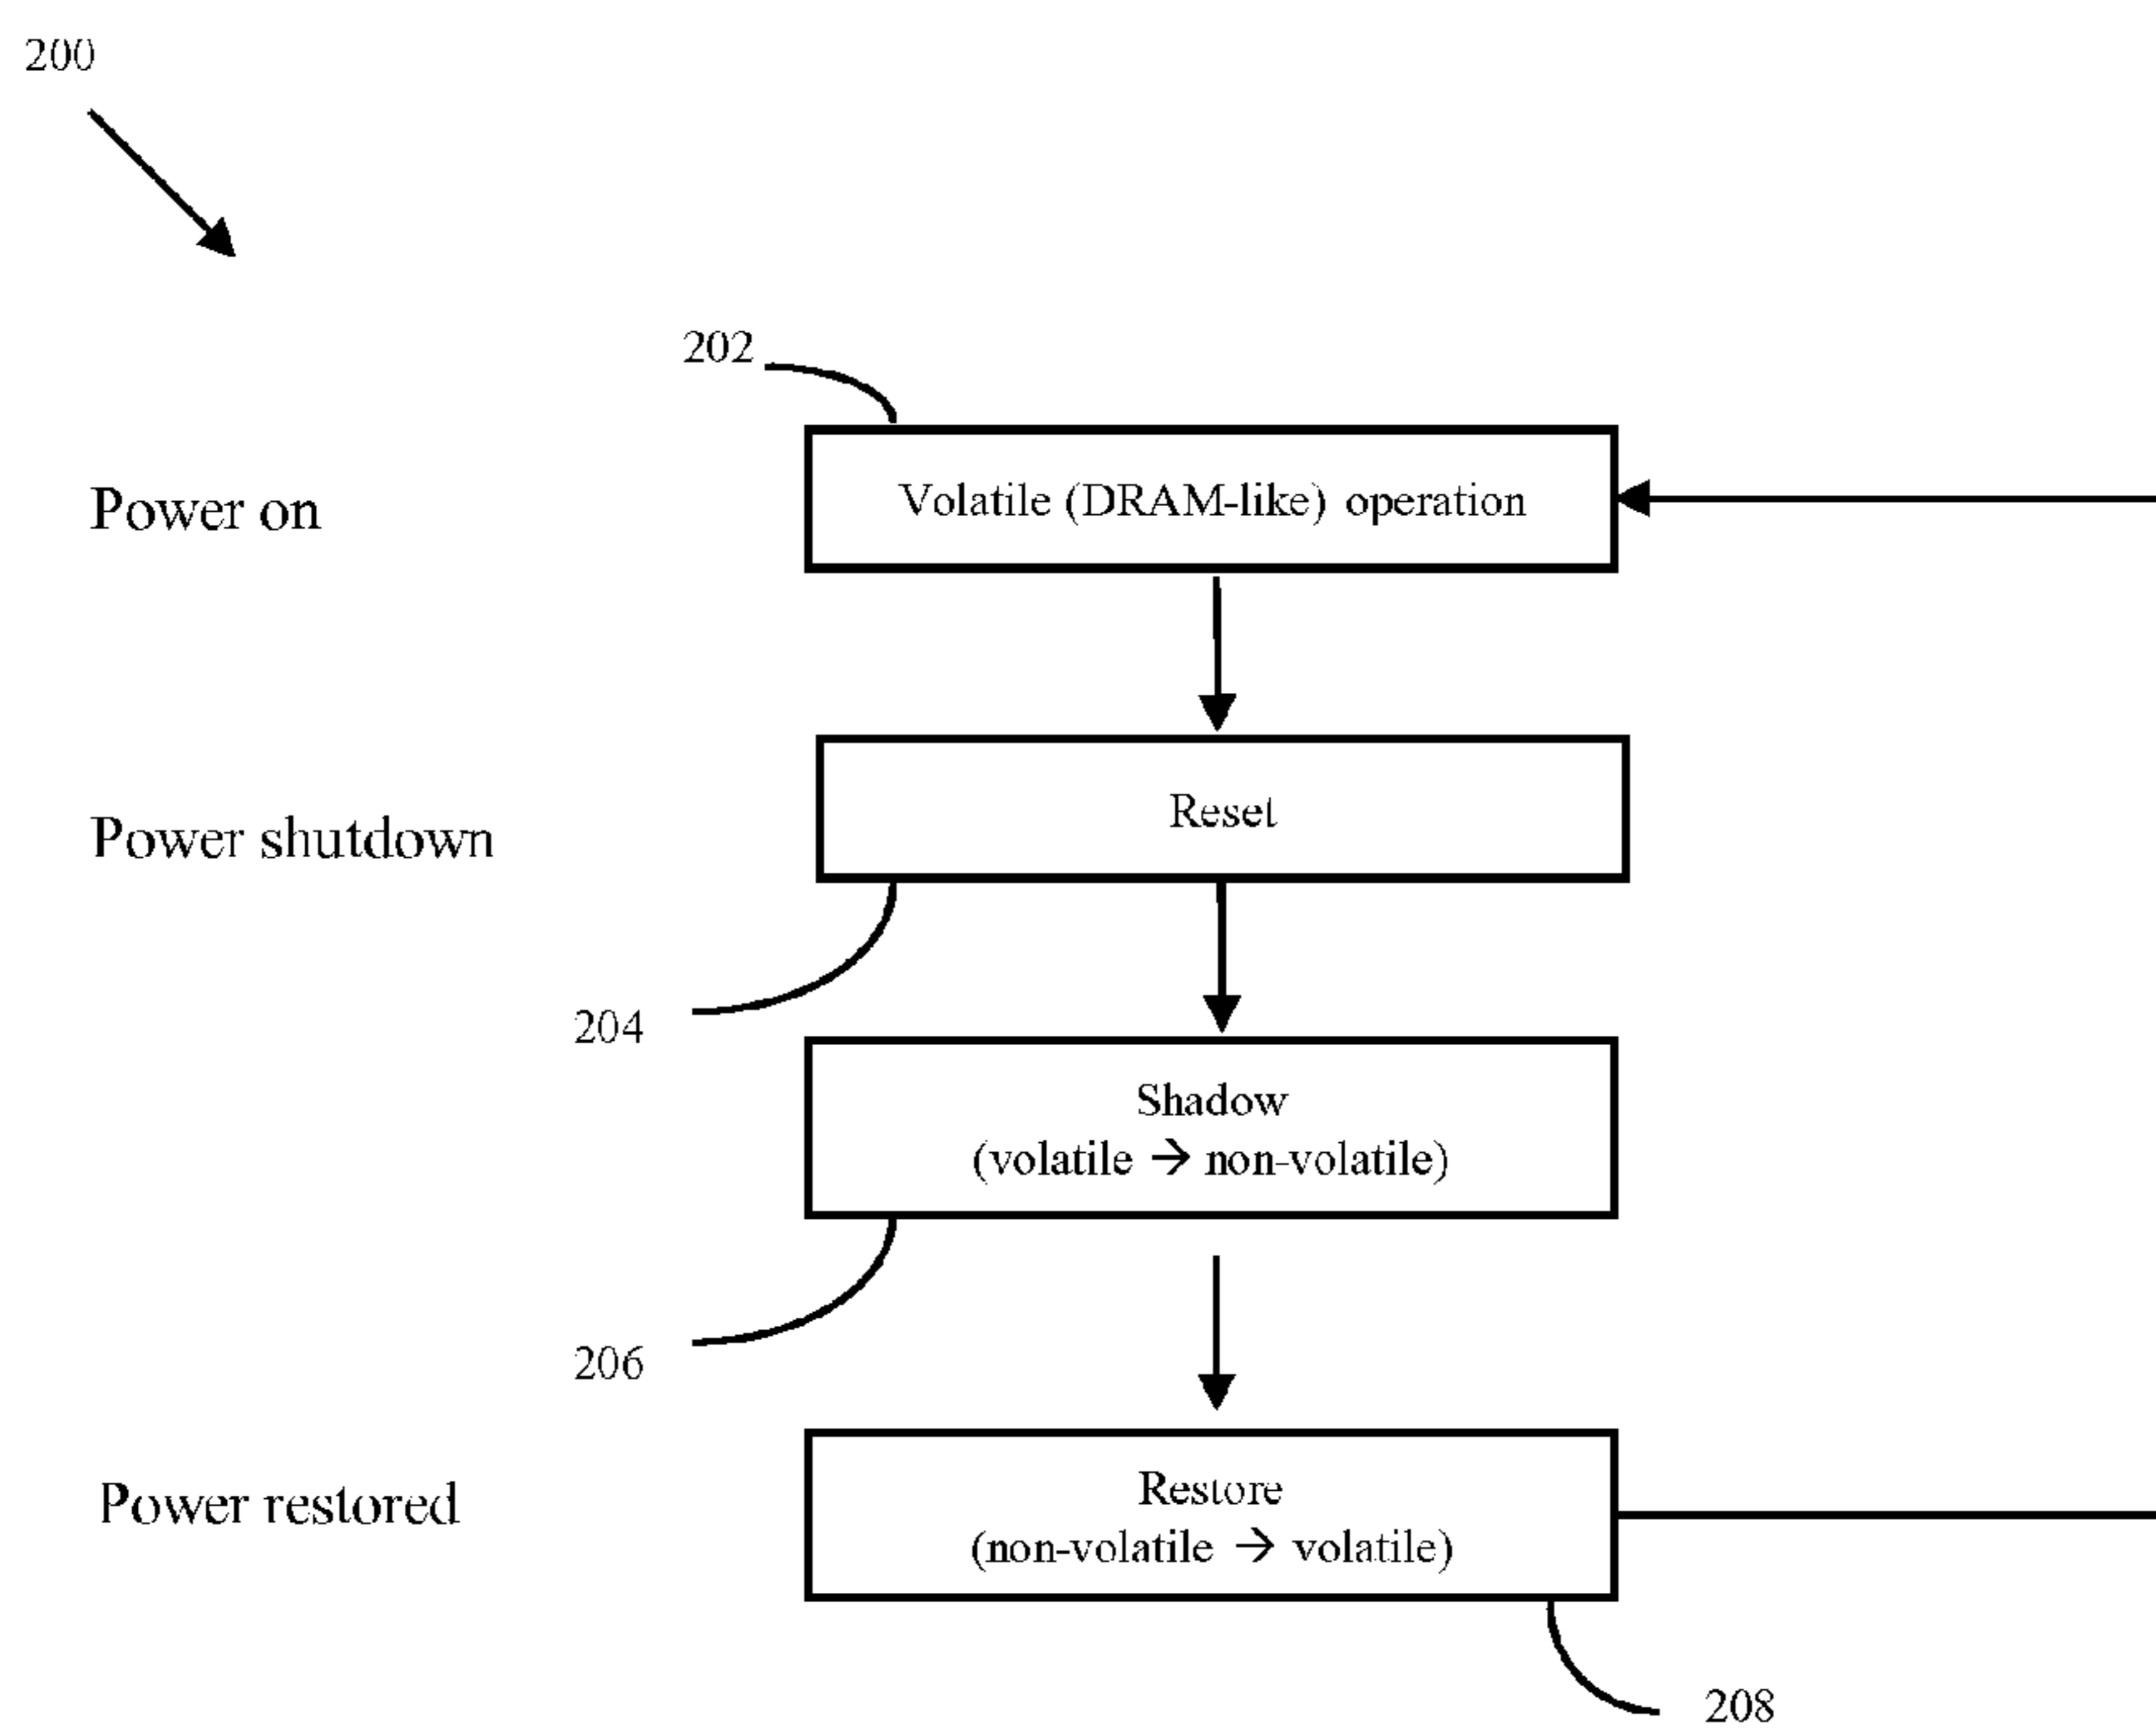 200
202
Power on
Volatile (DRAM-like) operation
Power shutdown
Reset
204
Shadow
(volatile → non-volatile)
206
Power restored
Restore
(non-volatile → volatile)
208